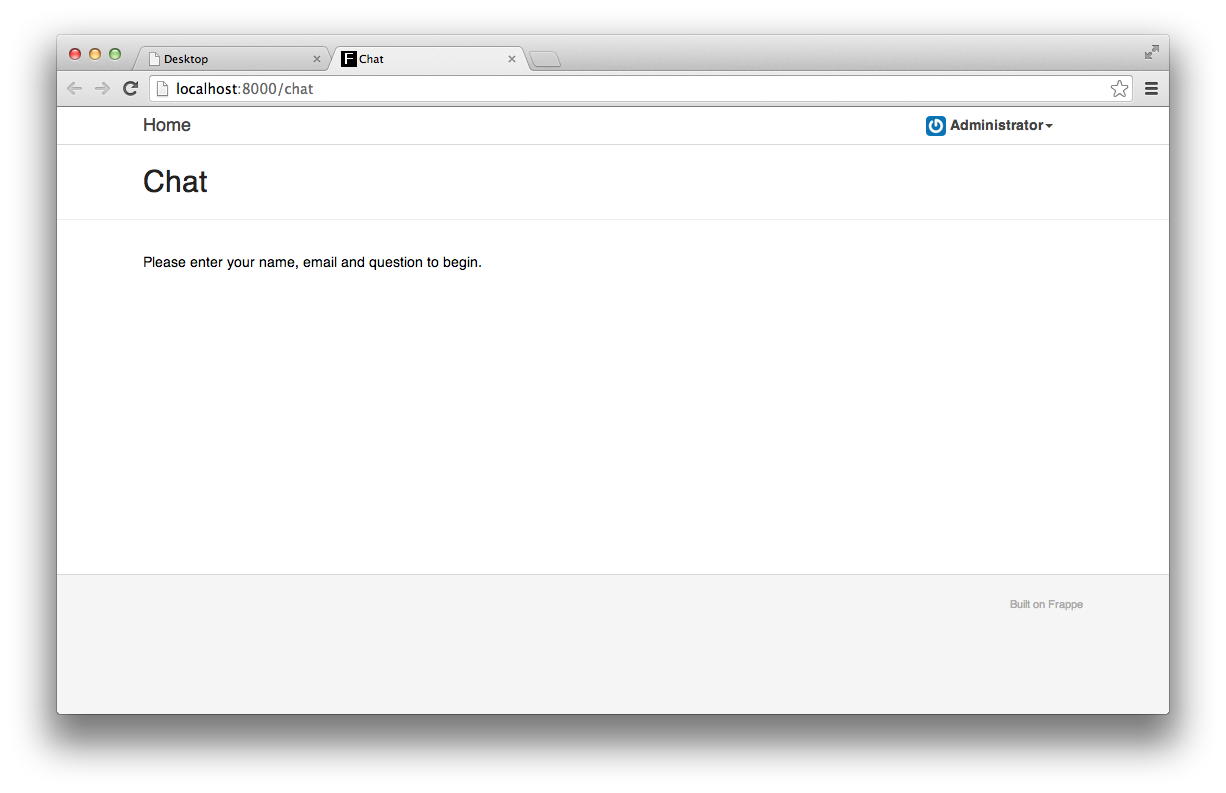 Desktop
F Chat
localhost:8000/chat
Home
Administrator
Chat
Please enter your name, email and question to begin.
Built on Frappe